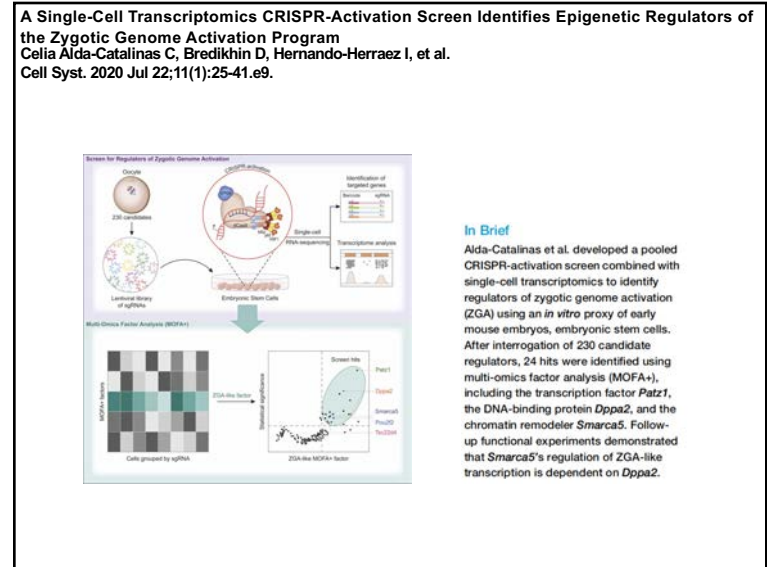 A Single-Cell Transcriptomics CRISPR-Activation Screen Identifies Epigenetic Regulators of
the Zygotic Genome Activation Program
Celia Alda-Catalinas C, Bredikhin D, Hernando-Herraez I, et al.
Cell Syst. 2020 Jul 22;11(1):25-41.e9.
Screen for Regulators of Zygotic Genome Activation
Oocyte
230 candidates
Lentiviral library
of sgRNAs
CRISPR activation
dCas9
Embryonic Stem Cells
Single-cell
RNA-sequencing
Identification of
targeted genes
Barcode sgRNA
Transcriptome analysis
Multi-Omics Factor Analysis (MOFA+)
MOFA+ factors
Cells grouped by sgRNA
ZGA-like factor
Statistical significance
Screen hits
Patz1
Dppa2
Smarca5
ZGA-like MOFA+ factor
In Brief
Alda-Catalinas et al. developed a pooled
CRISPR-activation screen combined with
single-cell transcriptomics to identify
regulators of zygotic genome activation
(ZGA) using an in vitro proxy of early
mouse embryos, embryonic stem cells.
After interrogation of 230 candidate
regulators, 24 hits were identified using
multi-omics factor analysis (MOFA+),
including the transcription factor Patz1,
the DNA-binding protein Dppa2, and the
chromatin remodeler Smarca5. Follow-
up functional experiments demonstrated
that Smarca5's regulation of ZGA-like
transcription is dependent on Dppa2.